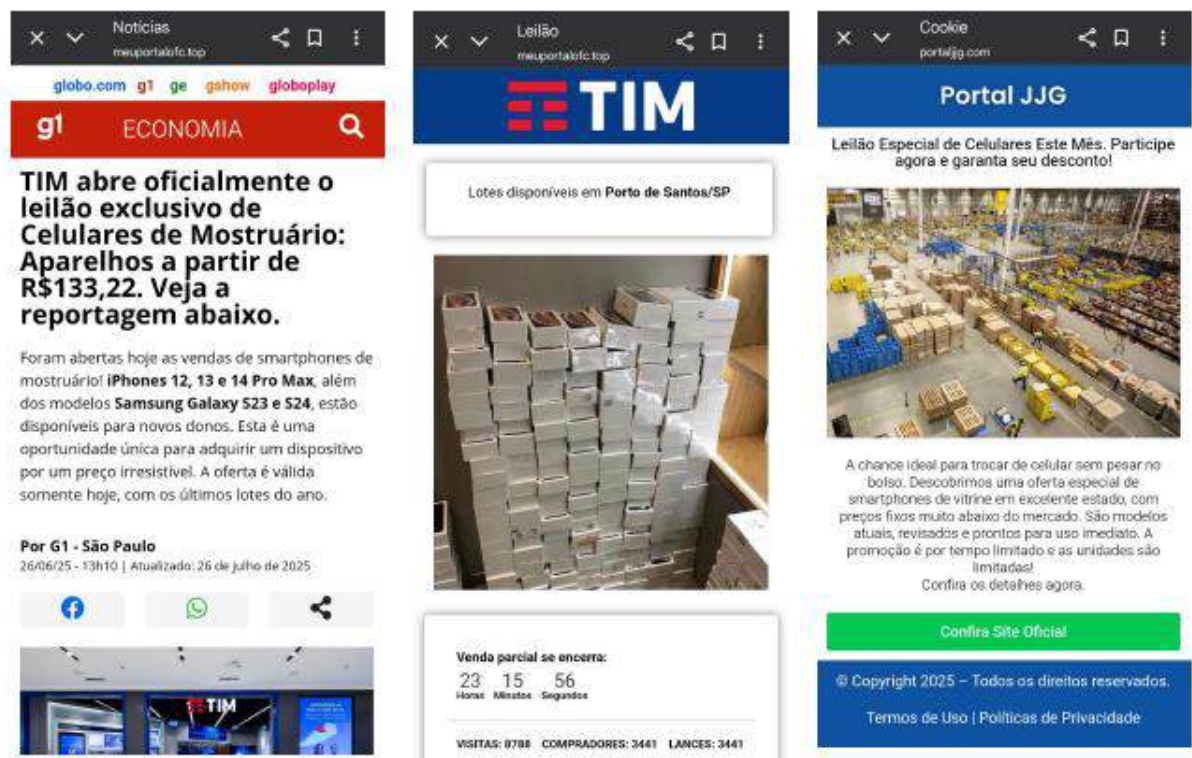 Notícias
meuportalofc.top
globo.com g1 ge gshow globoplay
g1 ECONOMIA
TIM abre oficialmente o
leilão exclusivo de
Celulares de Mostruário:
Aparelhos a partir de
R$133,22. Veja a
reportagem abaixo.
Foram abertas hoje as vendas de smartphones de
mostruário! iPhones 12, 13 e 14 Pro Max, além
dos modelos Samsung Galaxy S23 e S24, estão
disponíveis para novos donos. Esta é uma
oportunidade única para adquirir um dispositivo
por um preço irresistível. A oferta é válida
somente hoje, com os últimos lotes do ano.
Por G1 - São Paulo
26/06/25 - 13h10 | Atualizado: 26 de julho de 2025
TIM
Leilão
meuportalofc.top
TIM
Lotes disponíveis em Porto de Santos/SP
Venda parcial se encerra:
23 15 56
Horas Minutos Segundos
VISITAS: 8788 COMPRADORES: 3441 LANCES: 3441
Cookie
portaljjg.com
Portal JJG
Leilão Especial de Celulares Este Mês. Participe
agora e garanta seu desconto!
A chance ideal para trocar de celular sem pesar no
bolso. Descobrimos uma oferta especial de
smartphones de vitrine em excelente estado, com
preços fixos muito abaixo do mercado. São modelos
atuais, revisados e prontos para uso imediato. A
promoção é por tempo limitado e as unidades são
limitadas!
Confira os detalhes agora.
Confira Site Oficial
© Copyright 2025 – Todos os direitos reservados.
Termos de Uso | Políticas de Privacidade